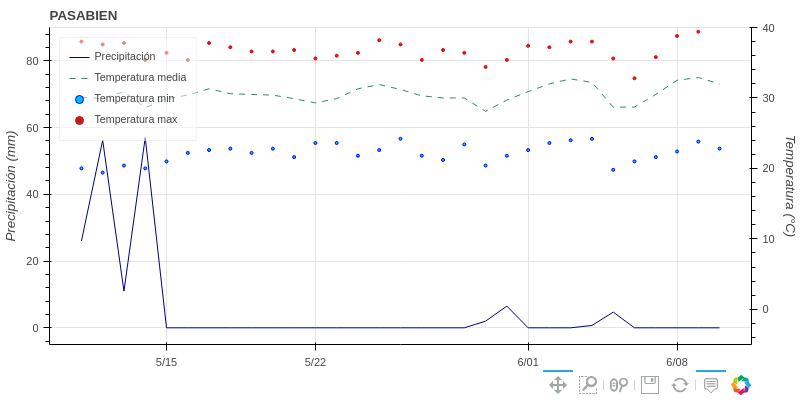 PASABIEN
Precipitación
Temperatura media
Temperatura min
Temperatura max
Precipitación (mm)
80
60
40
20
0
Temperatura (°C)
40
30
20
10
0
5/15
5/22
6/01
6/08